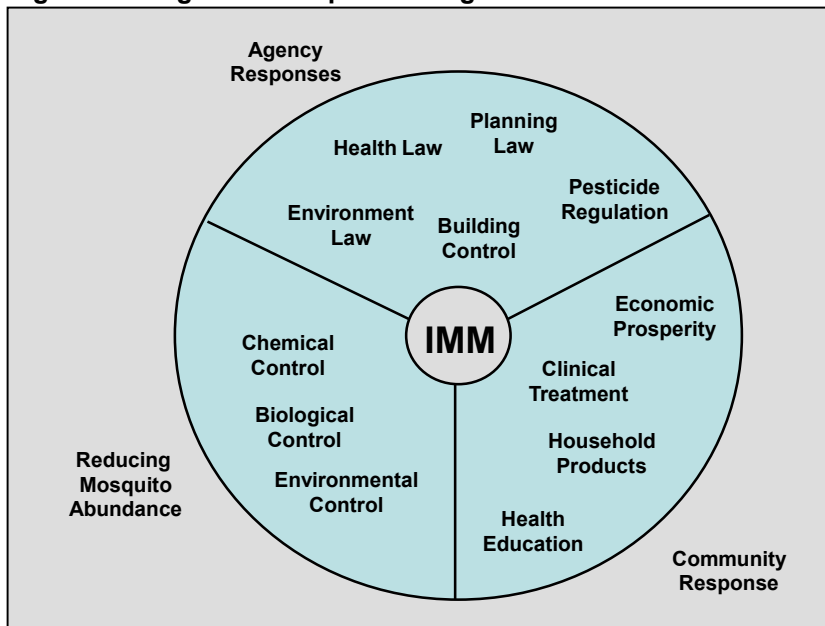 Agency
Responses
Planning
Law
Health Law
Pesticide
Regulation
Environment
Law
Building
Control
Economic
Prosperity
IMM
Chemical
Control
Clinical
Treatment
Biological
Control
Household
Products
Reducing
Mosquito
Abundance
Environmental
Control
Health
Education
Community
Response